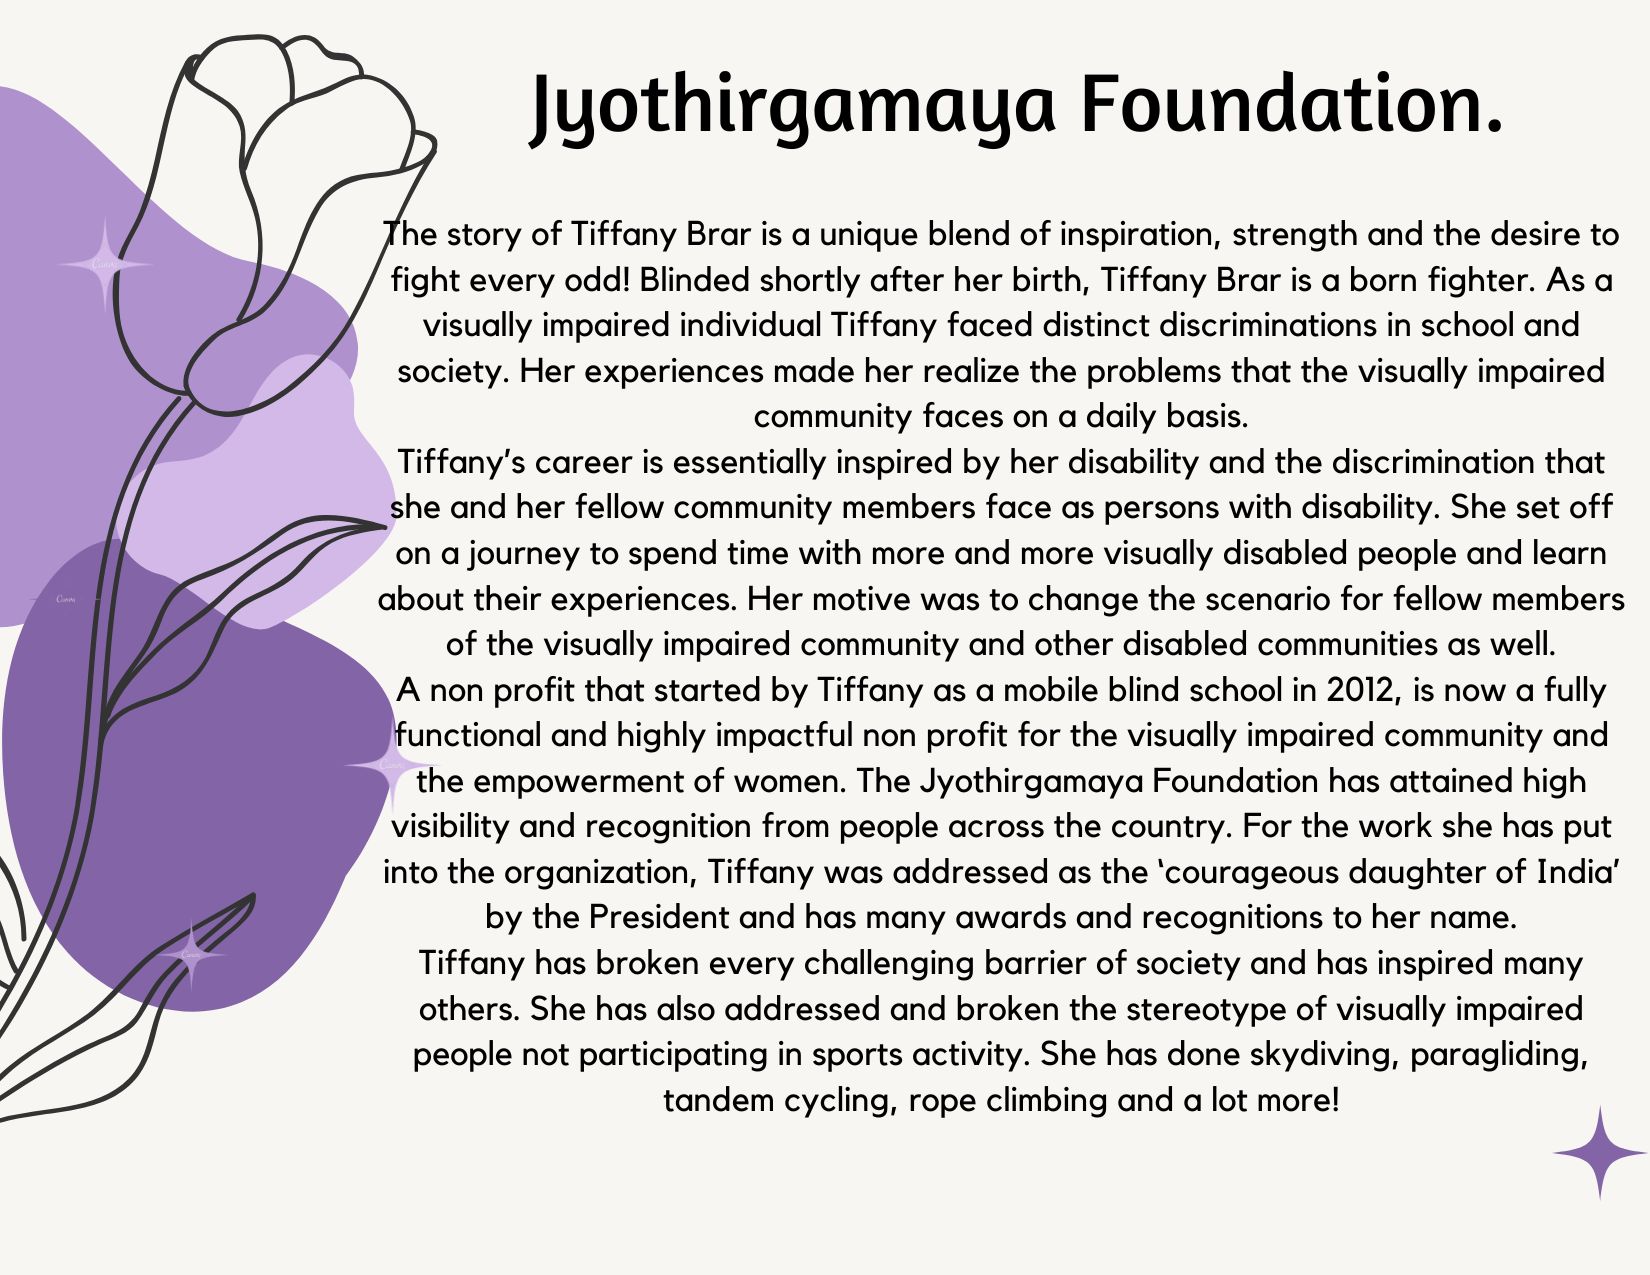 Jyothirgamaya Foundation.
The story of Tiffany Brar is a unique blend of inspiration, strength and the desire to
fight every odd! Blinded shortly after her birth, Tiffany Brar is a born fighter. As a
visually impaired individual Tiffany faced distinct discriminations in school and
society. Her experiences made her realize the problems that the visually impaired
community faces on a daily basis.
Tiffany’s career is essentially inspired by her disability and the discrimination that
she and her fellow community members face as persons with disability. She set off
on a journey to spend time with more and more visually disabled people and learn
about their experiences. Her motive was to change the scenario for fellow members
of the visually impaired community and other disabled communities as well.
A non profit that started by Tiffany as a mobile blind school in 2012, is now a fully
functional and highly impactful non profit for the visually impaired community and
the empowerment of women. The Jyothirgamaya Foundation has attained high
visibility and recognition from people across the country. For the work she has put
into the organization, Tiffany was addressed as the ‘courageous daughter of India’
by the President and has many awards and recognitions to her name.
Tiffany has broken every challenging barrier of society and has inspired many
others. She has also addressed and broken the stereotype of visually impaired
people not participating in sports activity. She has done skydiving, paragliding,
tandem cycling, rope climbing and a lot more!
Canva
Canva
Canva
Canva